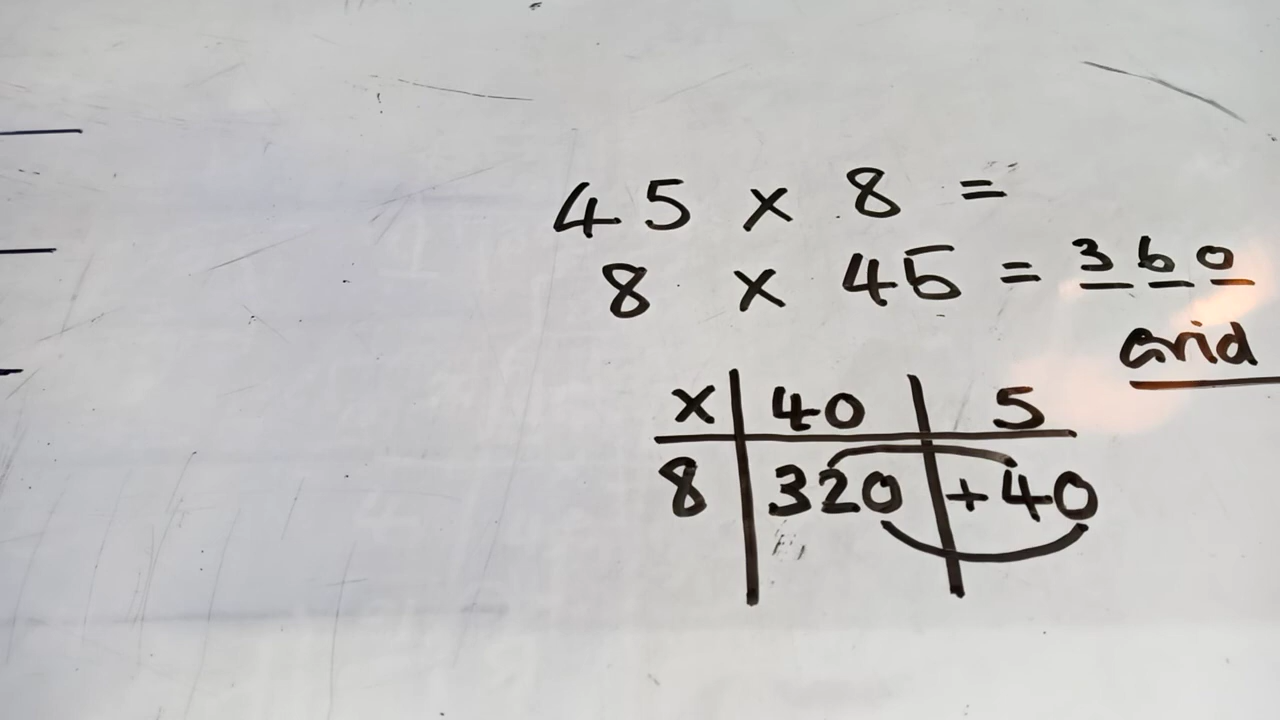 45 x 8 =
8 x 45 = 360
Grid
x | 40 | 5
8 | 320 | + 40